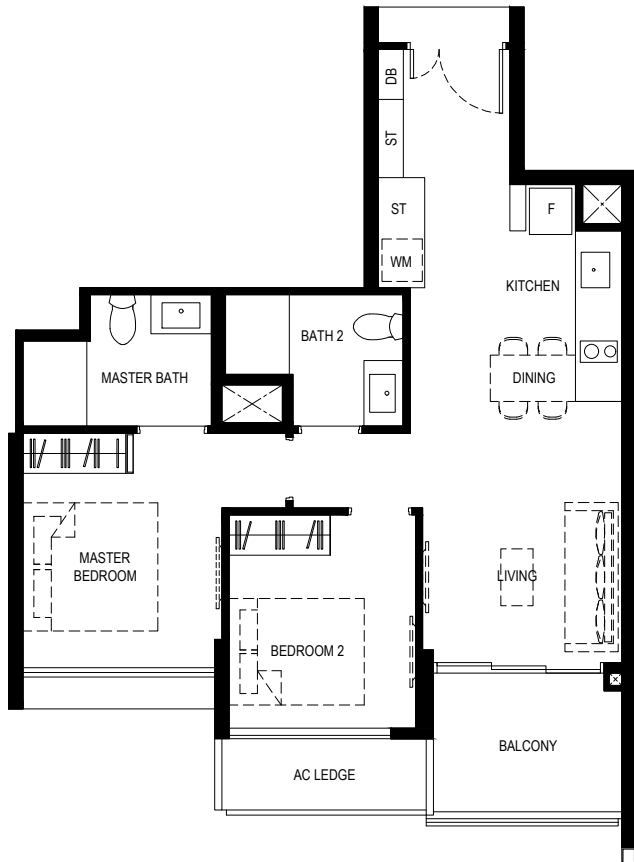 DB
ST
ST
F
WM
KITCHEN
BATH 2
MASTER BATH
DINING
MASTER
BEDROOM
LIVING
BEDROOM 2
BALCONY
AC LEDGE